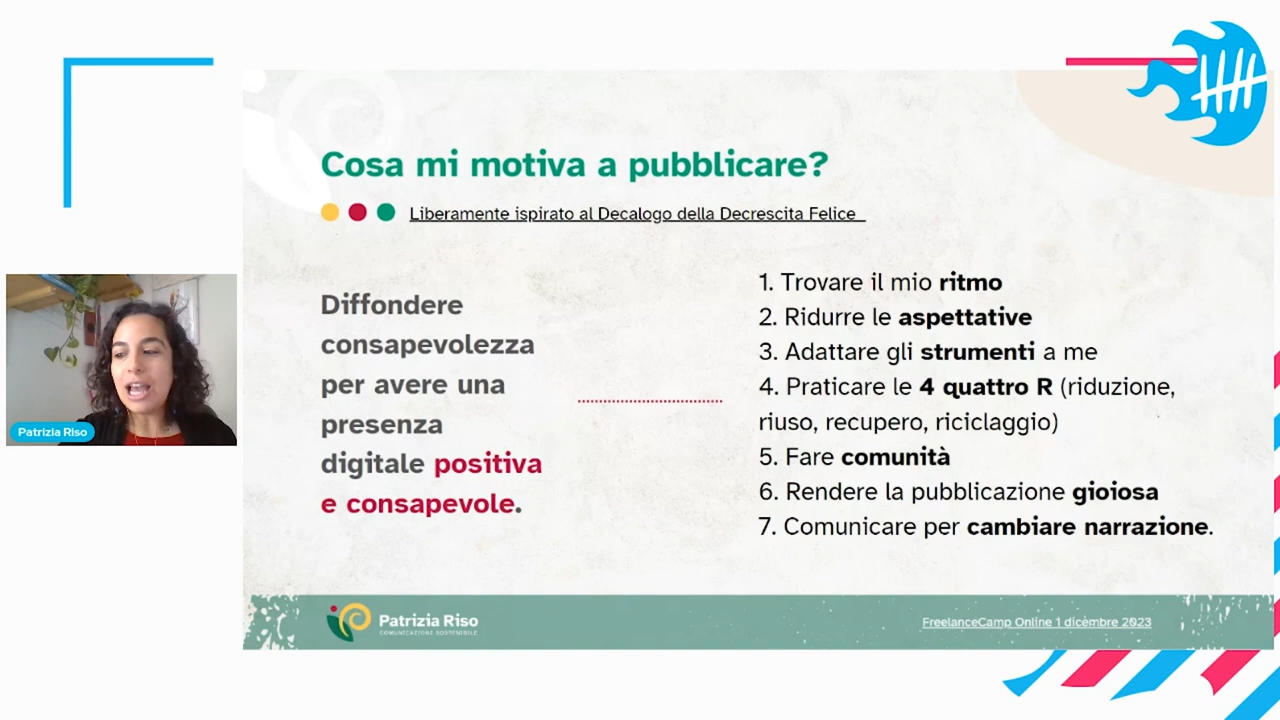 Cosa mi motiva a pubblicare?
Liberamente ispirato al Decalogo della Decrescita Felice
Diffondere
consapevolezza
per avere una
presenza
digitale positiva
e consapevole.
1. Trovare il mio ritmo
2. Ridurre le aspettative
3. Adattare gli strumenti a me
4. Praticare le 4 quattro R (riduzione,
riuso, recupero, riciclaggio)
5. Fare comunità
6. Rendere la pubblicazione gioiosa
7. Comunicare per cambiare narrazione.
Patrizia Riso
Patrizia Riso
COMUNICAZIONE SOSTENIBILE
FreelanceCamp Online 1 dicembre 2023